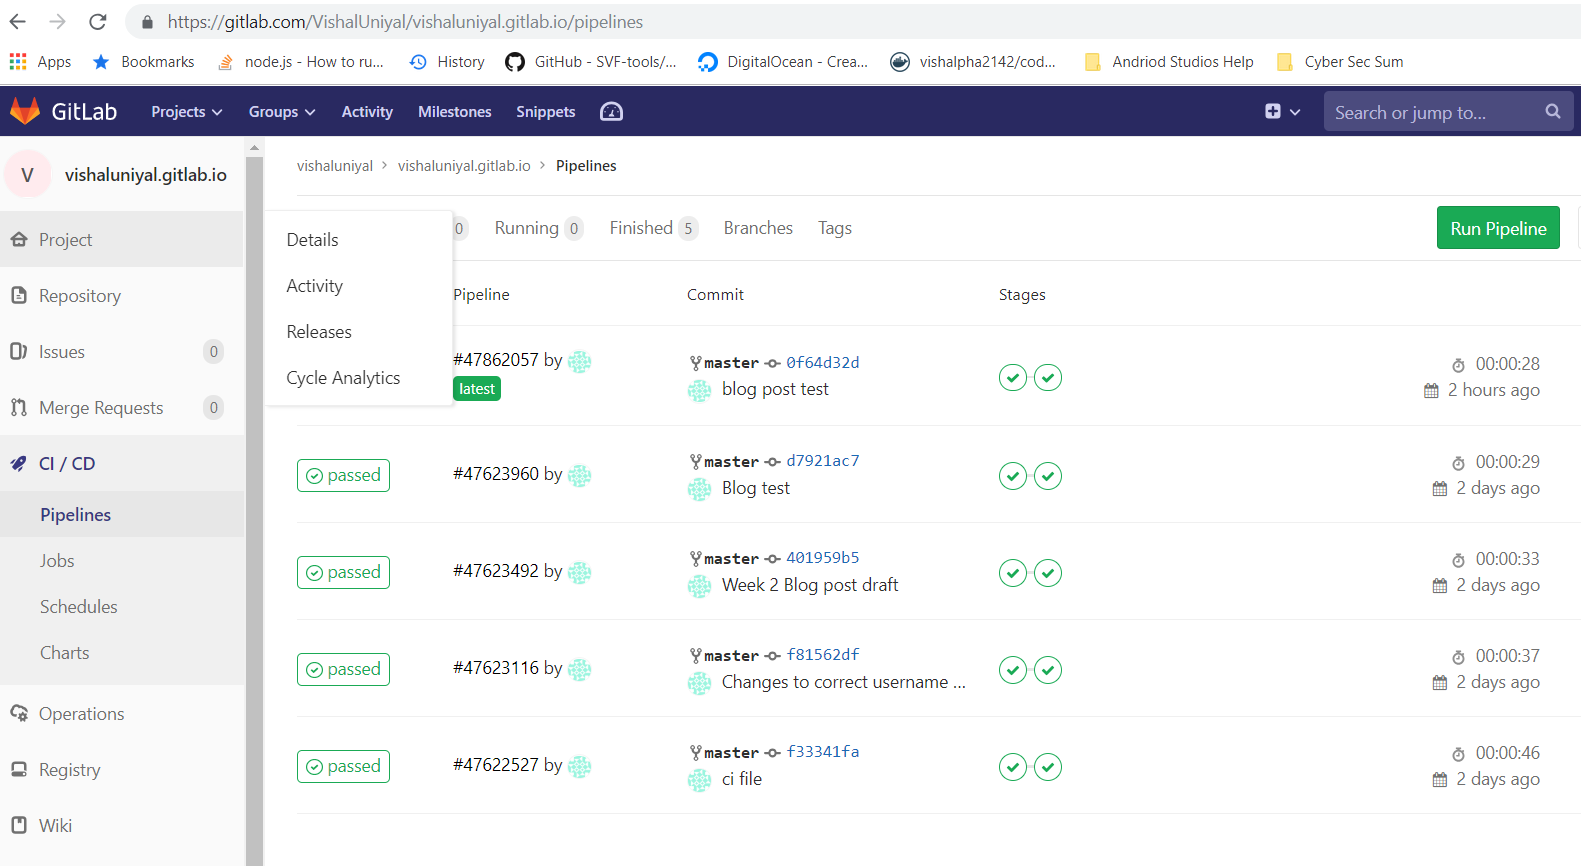 https://gitlab.com/VishalUniyal/vishaluniyal.gitlab.io/pipelines
Apps Bookmarks node.js - How to ru... History GitHub - SVF-tools/... DigitalOcean - Crea... vishalpha2142/cod... Andriod Studios Help Cyber Sec Sum
GitLab Projects Groups Activity Milestones Snippets Search or jump to...
V vishaluniyal.gitlab.io
Project
Repository
Issues 0
Merge Requests 0
CI / CD
Pipelines
Jobs
Schedules
Charts
Operations
Registry
Wiki
vishaluniyal > vishaluniyal.gitlab.io > Pipelines
Details
Activity
Releases
Cycle Analytics
0 Running 0 Finished 5 Branches Tags Run Pipeline
Pipeline Commit Stages
#47862057 by master 0f64d32d 00:00:28
latest blog post test 2 hours ago
passed #47623960 by master d7921ac7 00:00:29
Blog test 2 days ago
passed #47623492 by master 401959b5 00:00:33
Week 2 Blog post draft 2 days ago
passed #47623116 by master f81562df 00:00:37
Changes to correct username ... 2 days ago
passed #47622527 by master f33341fa 00:00:46
ci file 2 days ago